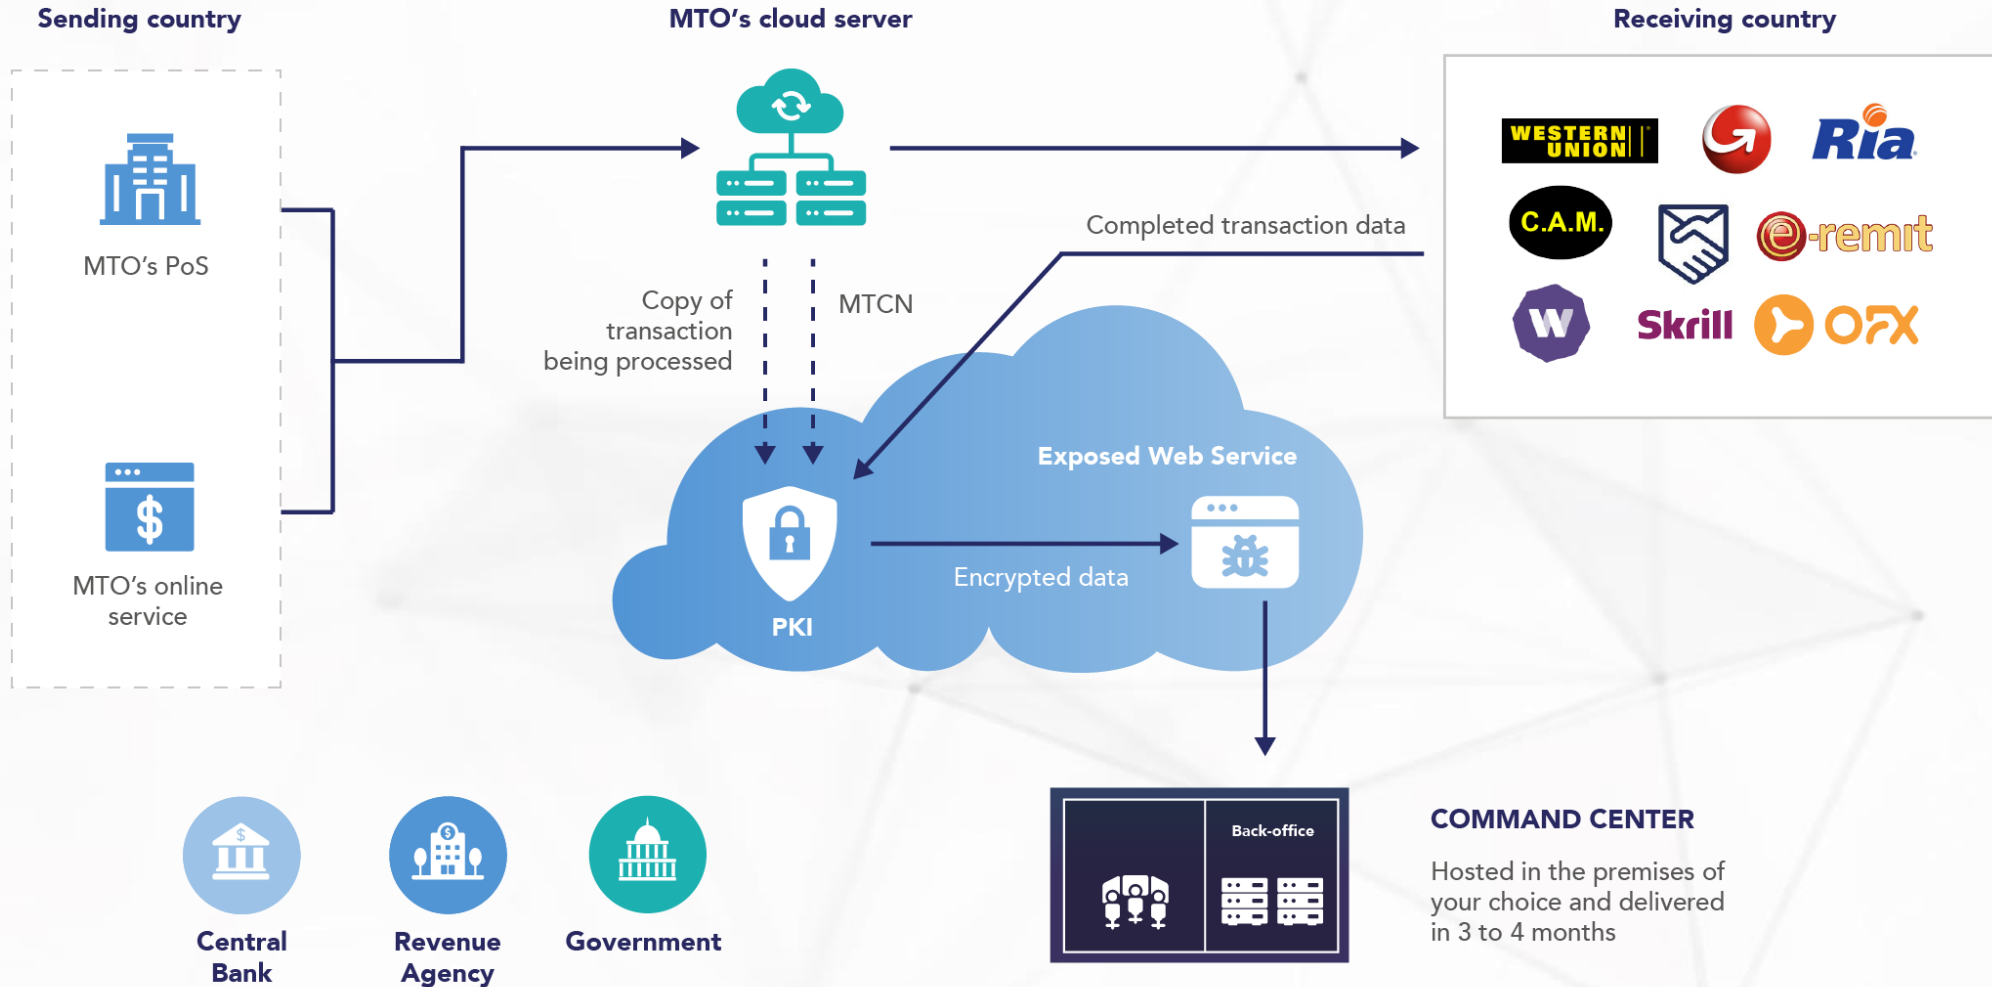 Sending country
MTO's cloud server
Receiving country
MTO's PoS
MTO's online
service
Copy of
transaction
being processed
MTCN
Completed transaction data
WESTERN
UNION
Ria
C.A.M.
e-remit
W
Skrill
OFX
Exposed Web Service
$
Encrypted data
PKI
Back-office
COMMAND CENTER
Hosted in the premises of
your choice and delivered
in 3 to 4 months
$
$
Central
Bank
Revenue
Agency
Government